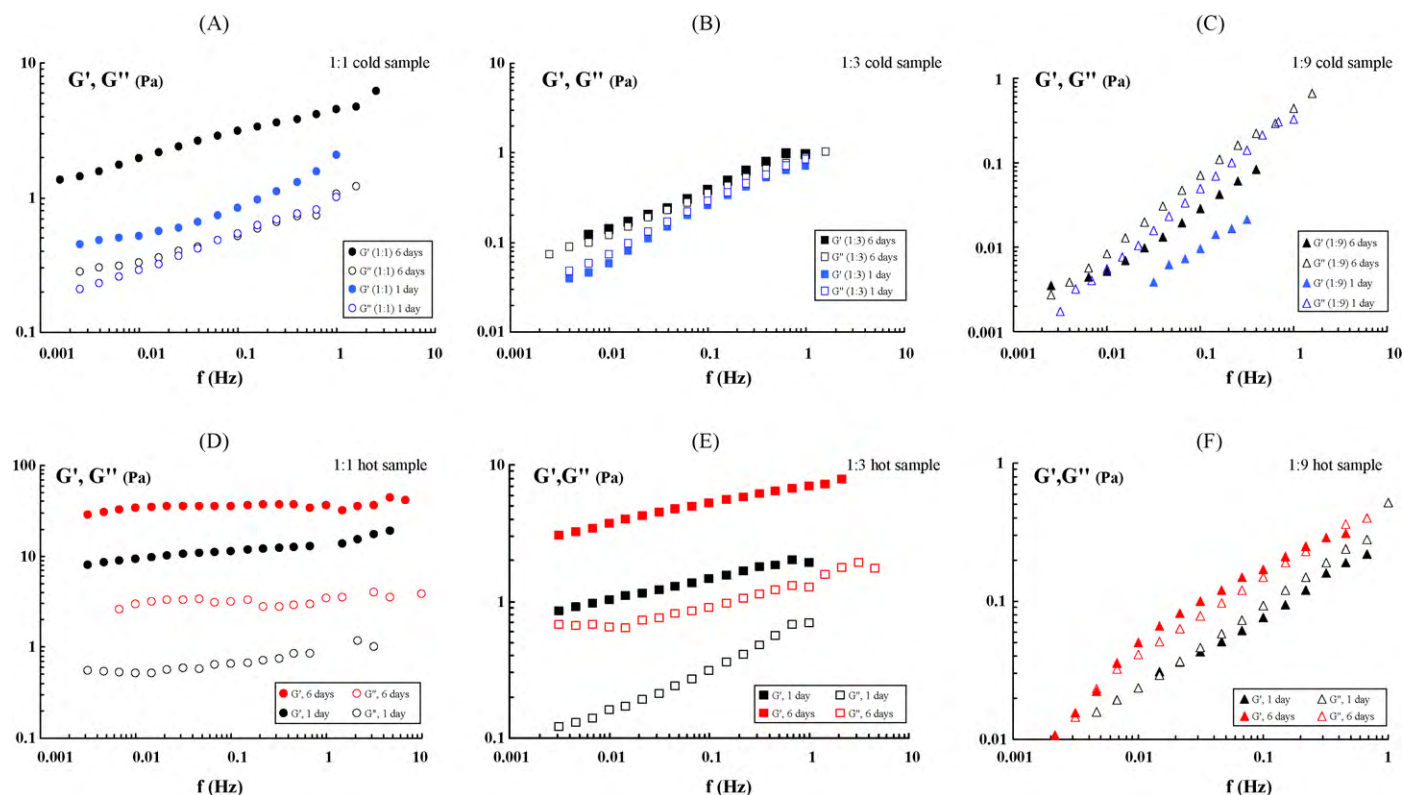 (A)
G', G'' (Pa)
1:1 cold sample
10
1
0.1
G' (1:1) 6 days
G'' (1:1) 6 days
G' (1:1) 1 day
G'' (1:1) 1 day
0.001 0.01 0.1 1 10
f (Hz)
(B)
G', G'' (Pa)
1:3 cold sample
10
1
0.1
0.01
G' (1:3) 6 days
G'' (1:3) 6 days
G' (1:3) 1 day
G'' (1:3) 1 day
0.001 0.01 0.1 1 10
f (Hz)
(C)
G', G'' (Pa)
1:9 cold sample
1
0.1
0.01
0.001
G' (1:9) 6 days
G'' (1:9) 6 days
G' (1:9) 1 day
G'' (1:9) 1 day
0.001 0.01 0.1 1 10
f (Hz)
(D)
G', G'' (Pa)
1:1 hot sample
100
10
1
0.1
G', 6 days G'', 6 days
G', 1 day G'', 1 day
0.001 0.01 0.1 1 10
f (Hz)
(E)
G',G'' (Pa)
1:3 hot sample
10
1
0.1
G', 1 day G'', 1 day
G', 6 days G'', 6 days
0.001 0.01 0.1 1 10
f (Hz)
(F)
G',G'' (Pa)
1:9 hot sample
1
0.1
0.01
G', 1 day G'', 1 day
G', 6 days G'', 6 days
0.001 0.01 0.1 1
f (Hz)